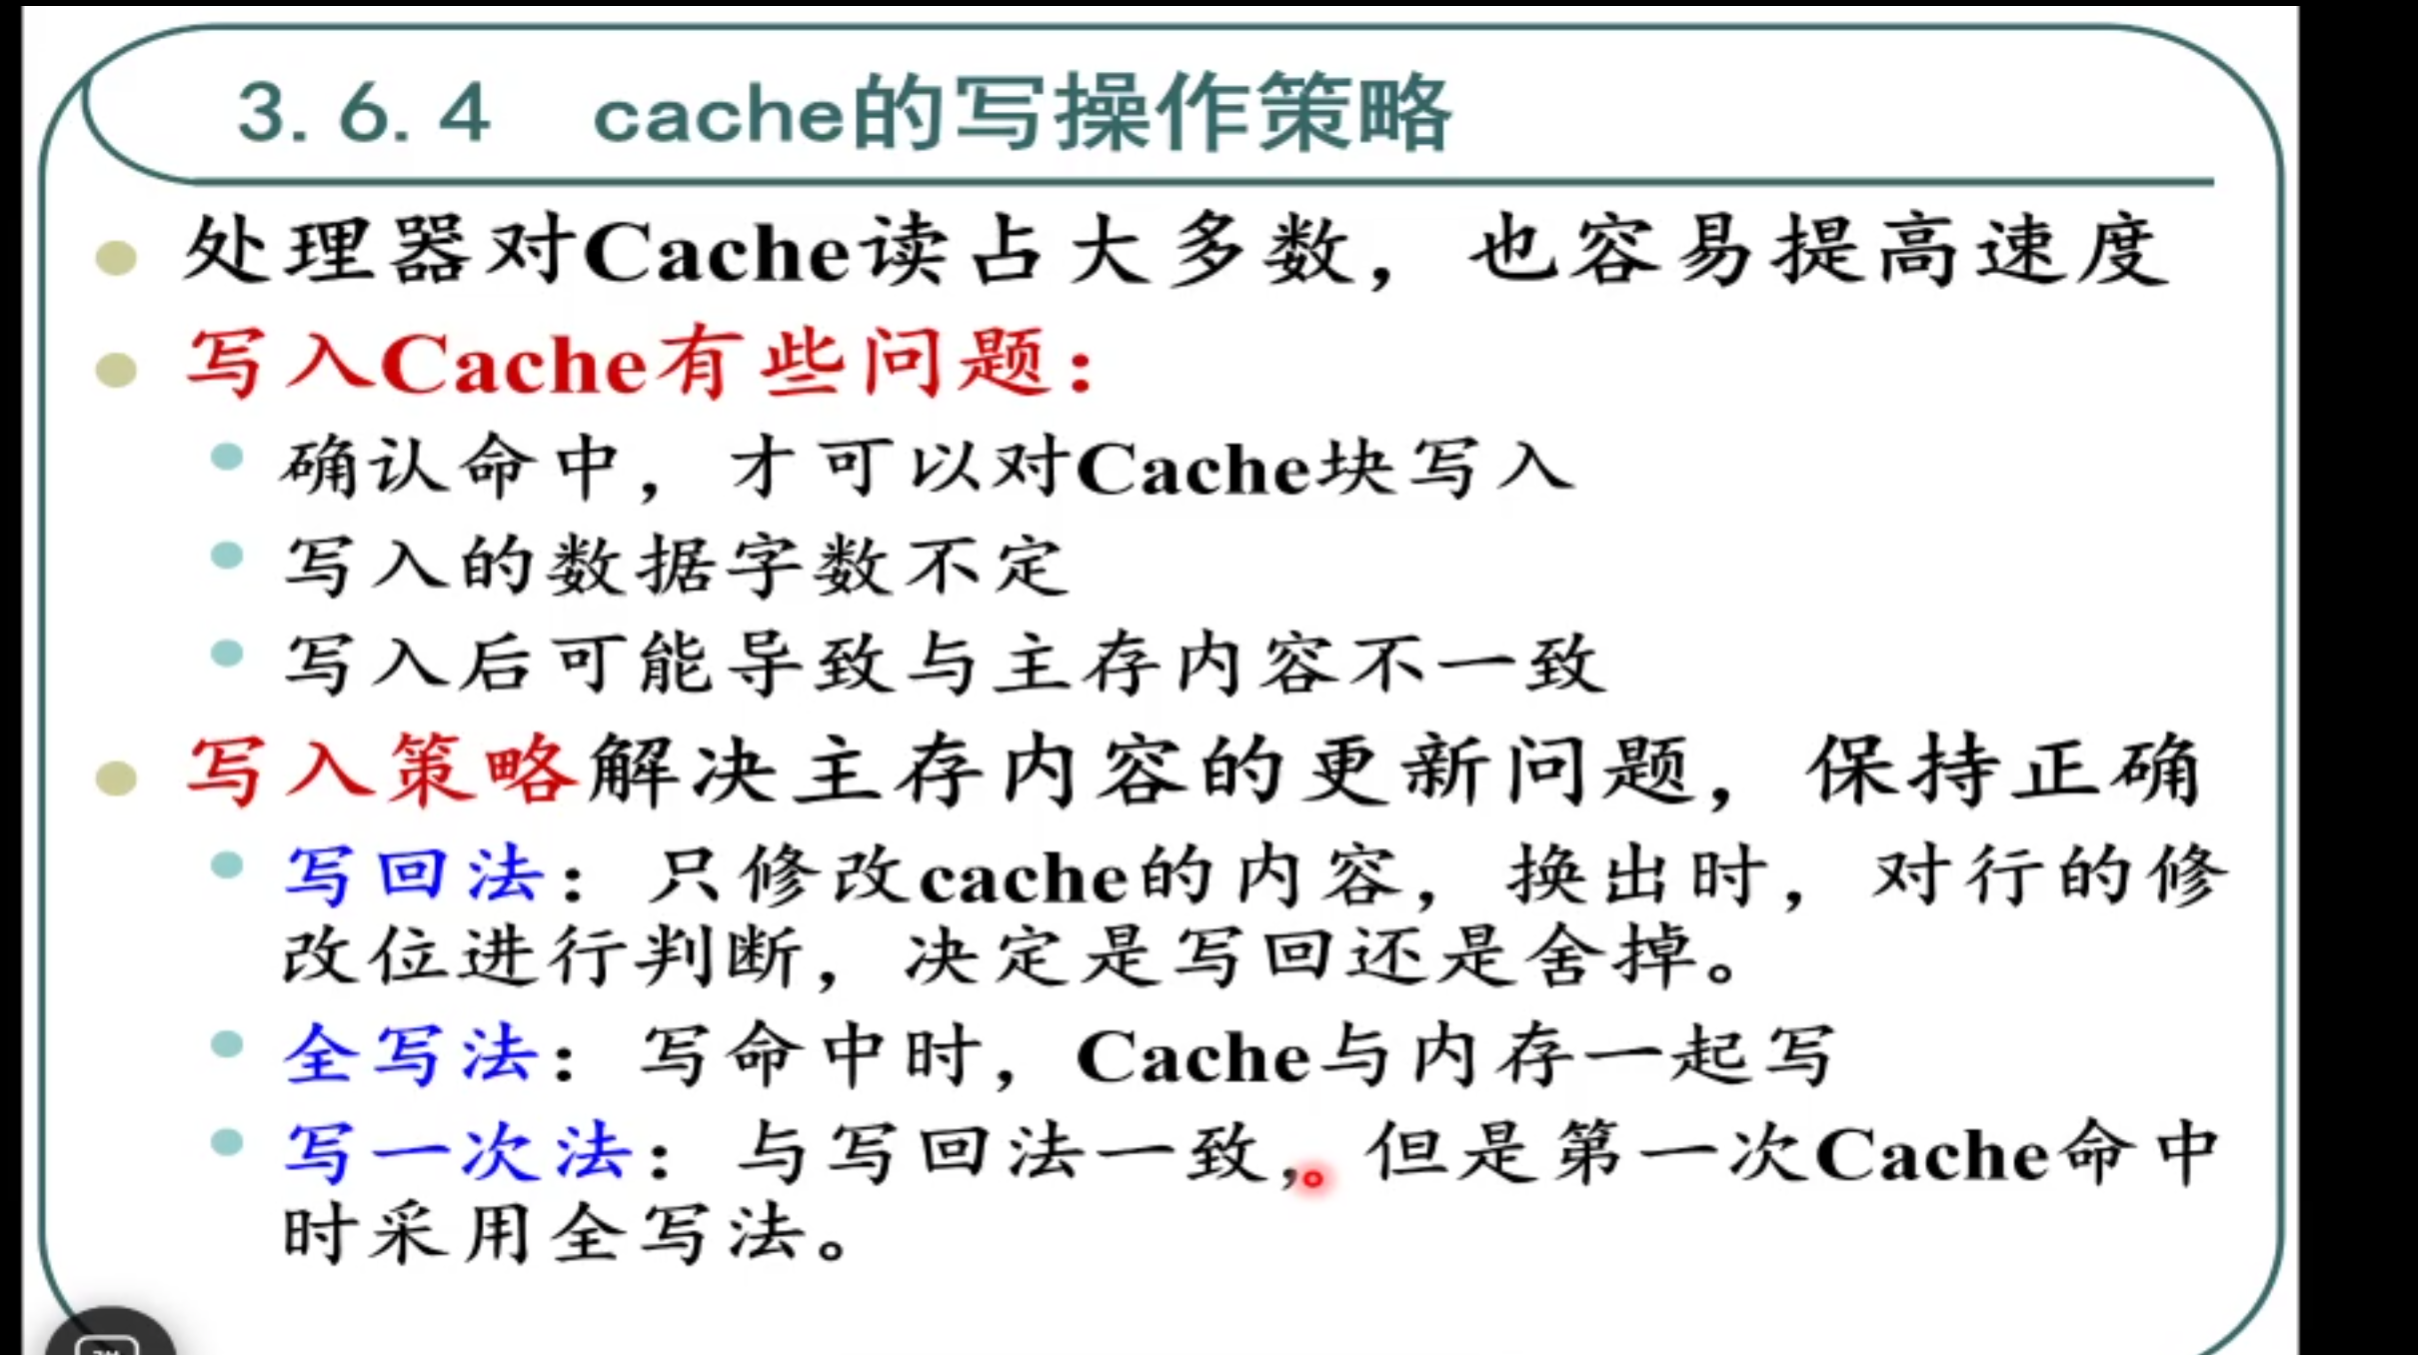 3.6.4 cache的写操作策略
处理器对Cache读占大多数，也容易提高速度
写入Cache有些问题：
确认命中，才可以对Cache块写入
写入的数据字数不定
写入后可能导致与主存内容不一致
写入策略解决主存内容的更新问题，保持正确
写回法：只修改cache的内容，换出时，对行的修
改位进行判断，决定是写回还是舍掉。
全写法：写命中时，Cache与内存一起写
写一次法：与写回法一致，但是第一次Cache命中
时采用全写法。